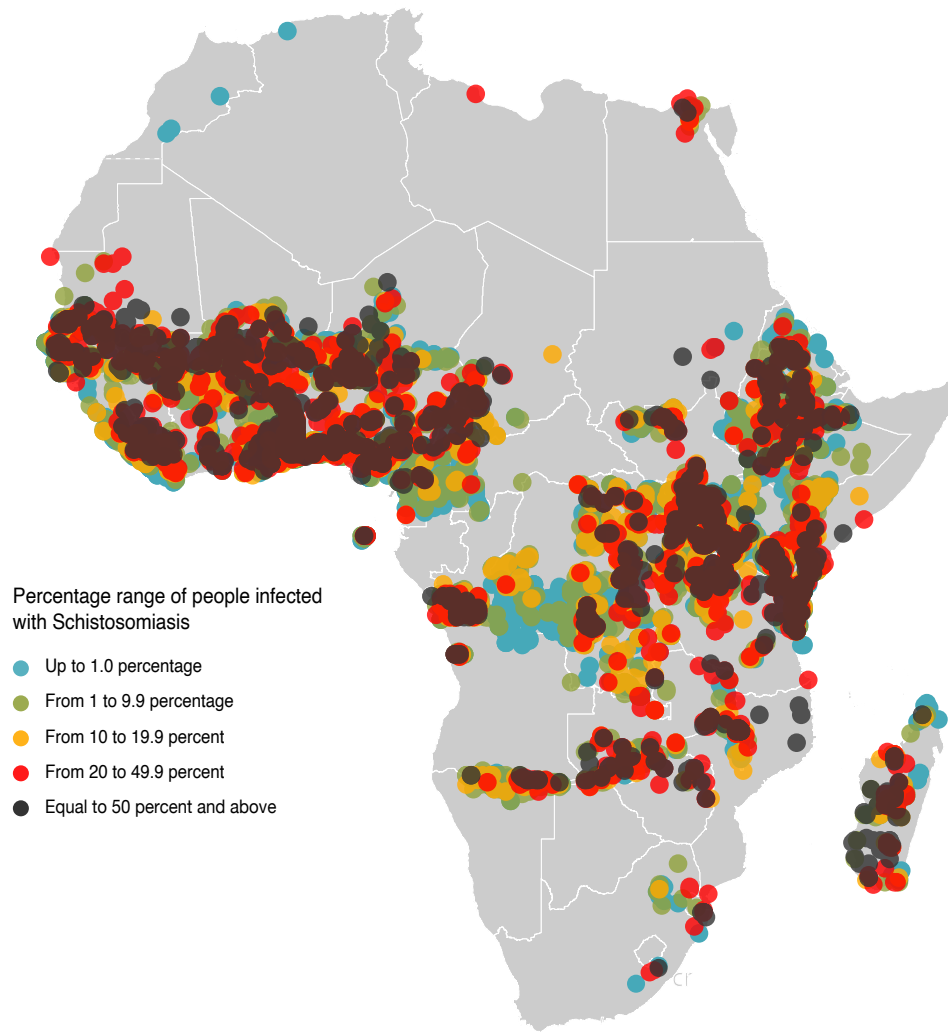 Percentage range of people infected
with Schistosomiasis
Up to 1.0 percentage
From 1 to 9.9 percentage
From 10 to 19.9 percent
From 20 to 49.9 percent
Equal to 50 percent and above